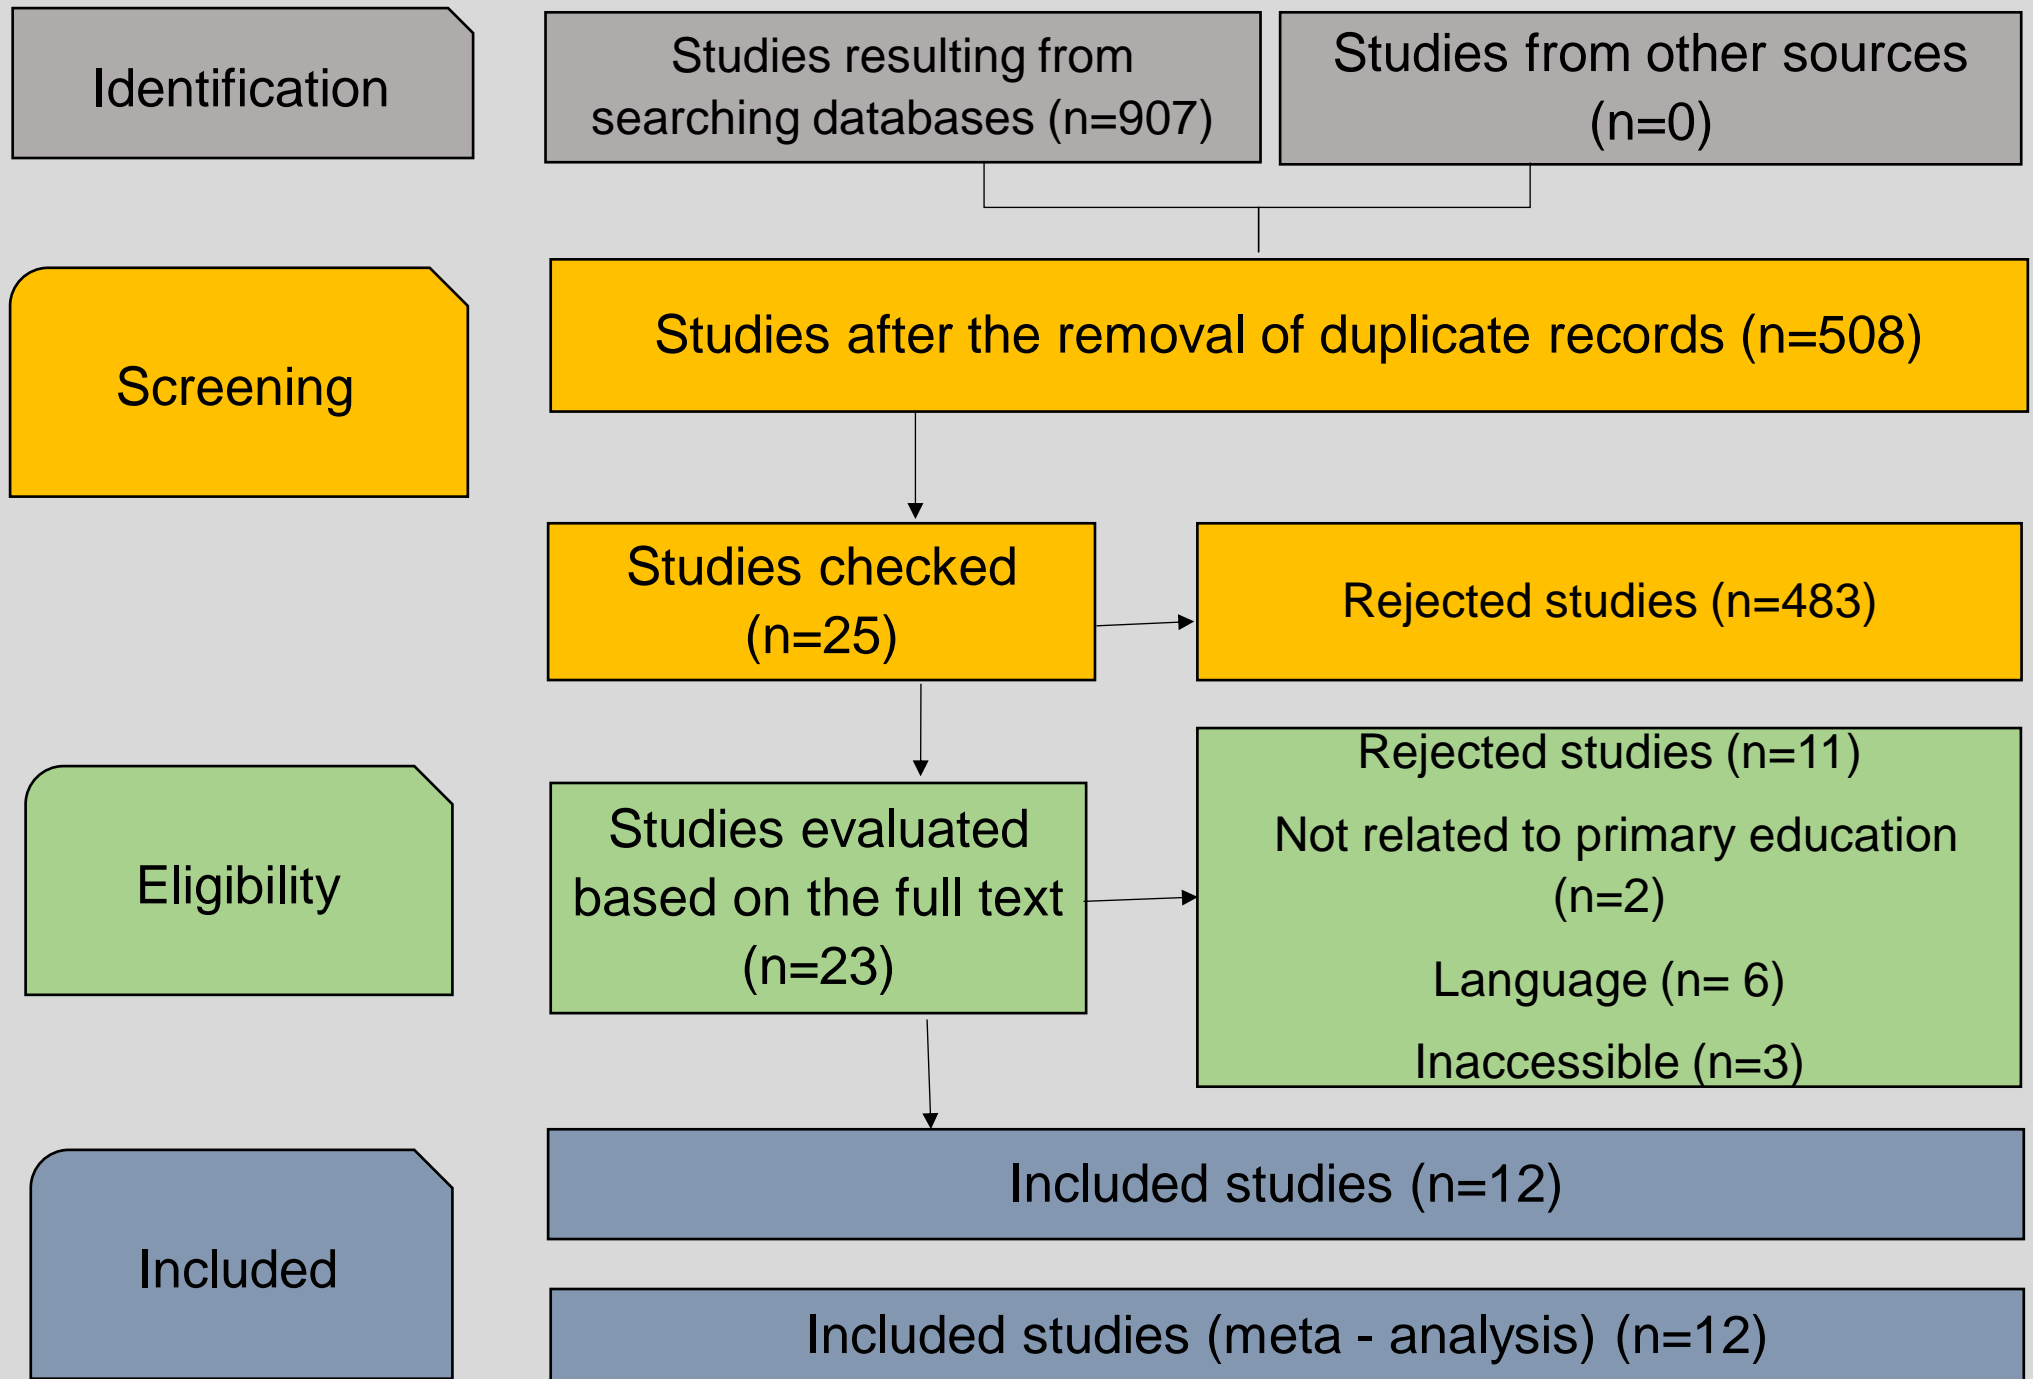 Identification
Studies resulting from
searching databases (n=907)
Studies from other sources
(n=0)
Screening
Studies after the removal of duplicate records (n=508)
Studies checked
(n=25)
Rejected studies (n=483)
Eligibility
Studies evaluated
based on the full text
(n=23)
Rejected studies (n=11)
Not related to primary education
(n=2)
Language (n= 6)
Inaccessible (n=3)
Included
Included studies (n=12)
Included studies (meta - analysis) (n=12)